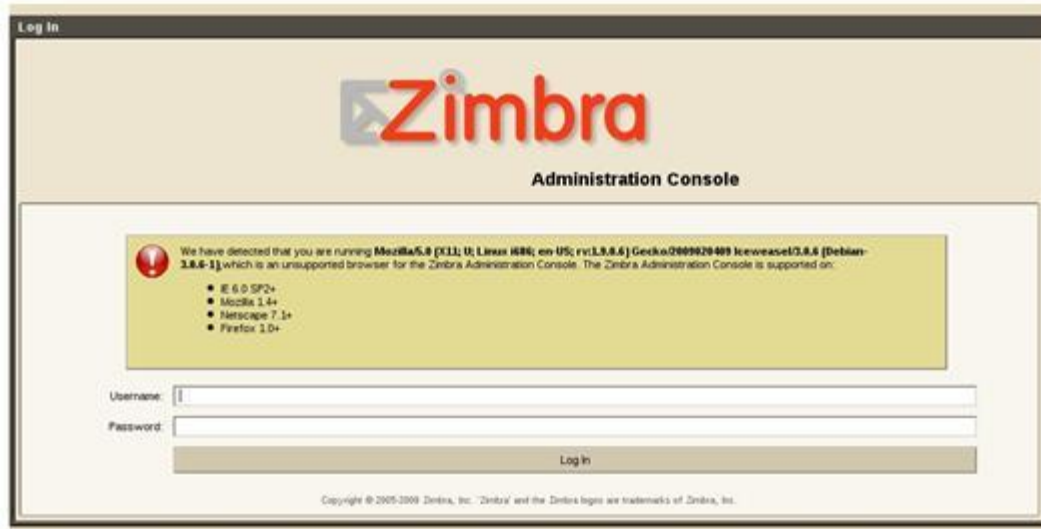 Log In
Zimbra
Administration Console
We have detected that you are running Mozilla/5.0 (X11; U; Linux i686; en-US; rv:1.9.0.6) Gecko/2009020409 Iceweasel/3.0.6 (Debian-
3.0.6-1),which is an unsupported browser for the Zimbra Administration Console. The Zimbra Administration Console is supported on:
IE 6.0 SP2+
Mozilla 1.4+
Netscape 7.1+
Firefox 1.0+
Username:
Password:
Log In
Copyright © 2005-2009 Zimbra, Inc. 'Zimbra' and the Zimbra logos are trademarks of Zimbra, Inc.